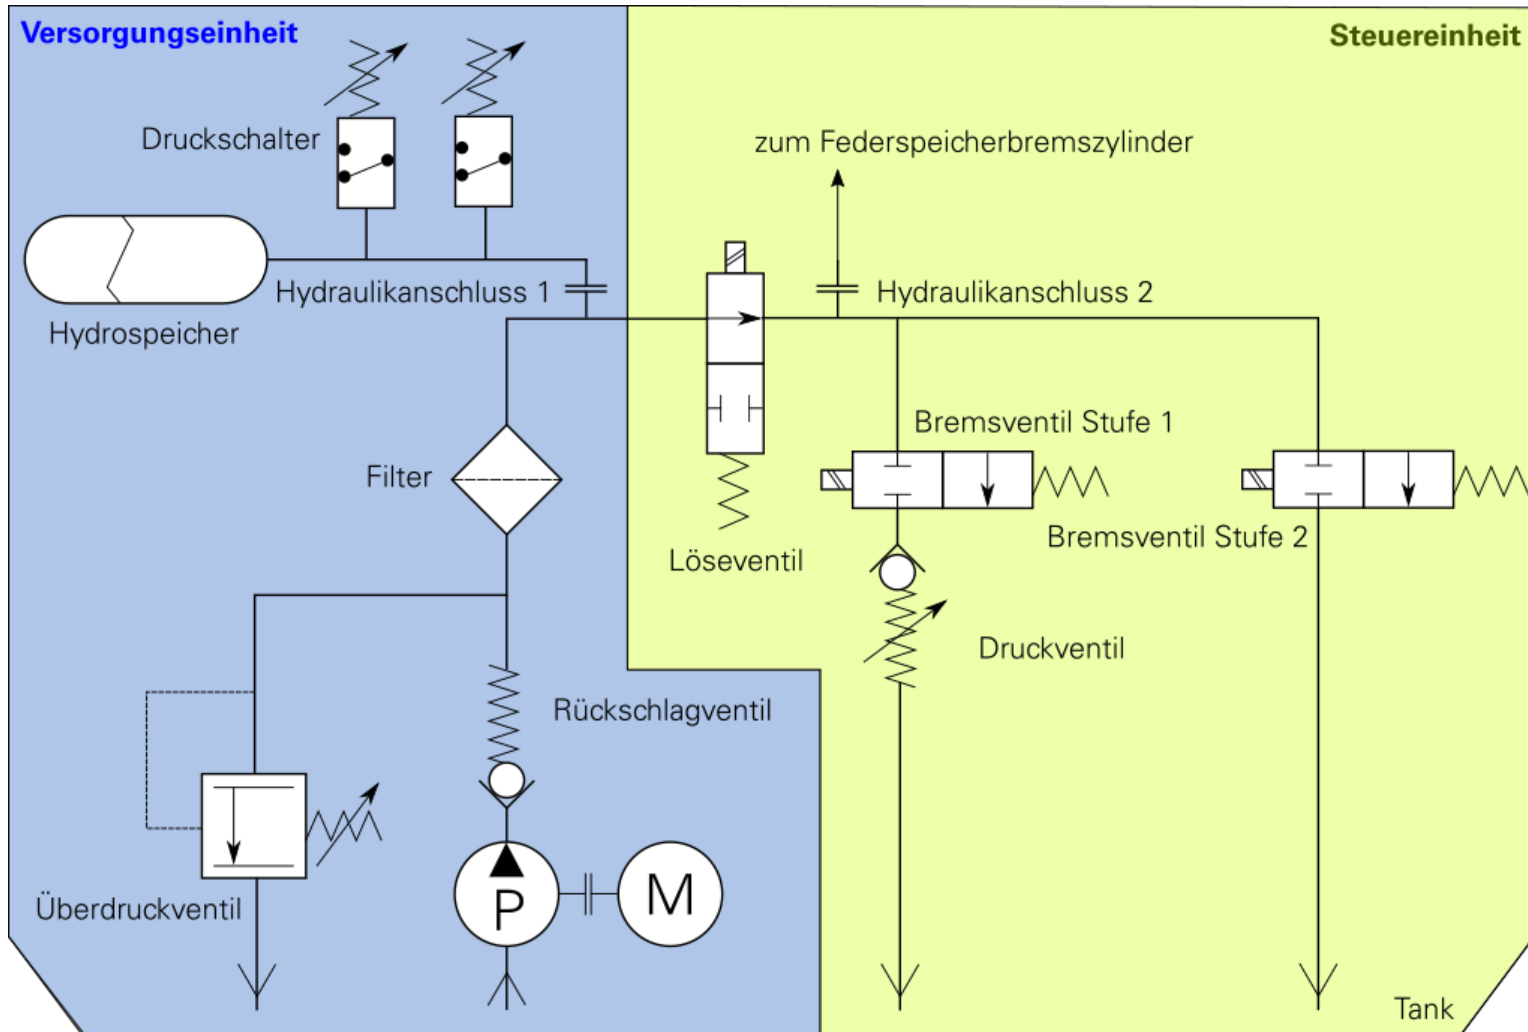 Versorgungseinheit
Steuereinheit
Druckschalter
zum Federspeicherbremszylinder
Hydraulikanschluss 1
Hydraulikanschluss 2
Hydrospeicher
Bremsventil Stufe 1
Filter
Bremsventil Stufe 2
Löseventil
Druckventil
Rückschlagventil
Überdruckventil
P
M
Tank